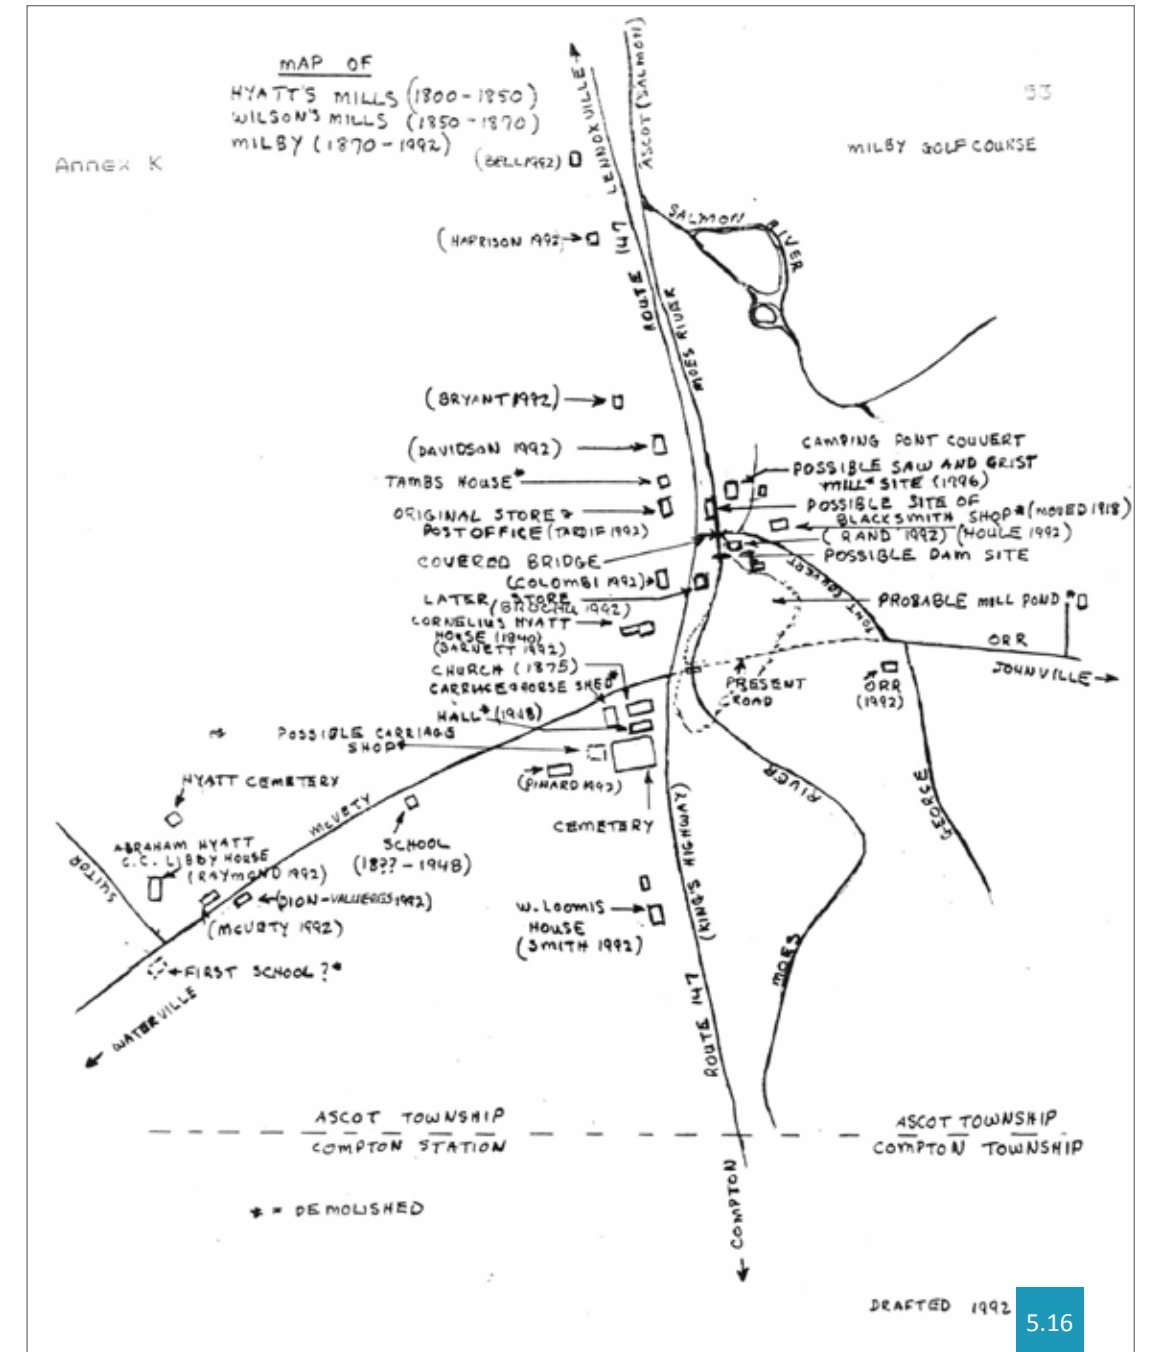 MAP OF
HYATT'S MILLS (1800-1850)
WILSON'S MILLS (1850-1870)
MILBY (1870-1992)
93
Annex K
MILBY GOLF COURSE
LENNOXVILLE
ASCOT (SALMON)
(BELL 1992)
SALMON RIVER
(HARRISON 1992)
ROUTE 147
MOES RIVER
(BRYANT 1992)
(DAVIDSON 1992)
TAMBS HOUSE*
ORIGINAL STORE &
POST OFFICE (TARDIF 1992)
COVERED BRIDGE
(COLOMBI 1992)*
LATER STORE
(BROCHU 1992)
CORNELIUS HYATT
HOUSE (1840)
(BARNETT 1992)
CHURCH (1875)
CARRIAGE & HORSE SHED*
HALL* (1948)
POSSIBLE CARRIAGE
SHOP*
(PINARD 1992)
CEMETERY
CAMPING PONT COUVERT
POSSIBLE SAW AND GRIST
MILL* SITE (1796)
POSSIBLE SITE OF
BLACKSMITH SHOP* (MOVED 1918)
(RAND 1992) (HOULE 1992)
POSSIBLE DAM SITE
PONT COUVERT
PROBABLE MILL POND*
ORR
JOHNVILLE
PRESENT
ROAD
ORR
(1992)
GEORGE
RIVER
MOES
HYATT CEMETERY
McVETY
SCHOOL
(18??-1948)
ABRAHAM HYATT
C.C. LIBBY HOUSE
(RAYMOND 1992)
SUITOR
(DION-VALLIERES 1992)
(McVETY 1992)
FIRST SCHOOL?*
WATERVILLE
W. LOOMIS
HOUSE
(SMITH 1992)
(KING'S HIGHWAY)
ROUTE 147
ASCOT TOWNSHIP
COMPTON STATION
ASCOT TOWNSHIP
COMPTON TOWNSHIP
COMPTON
* = DEMOLISHED
DRAFTED 1992
5.16